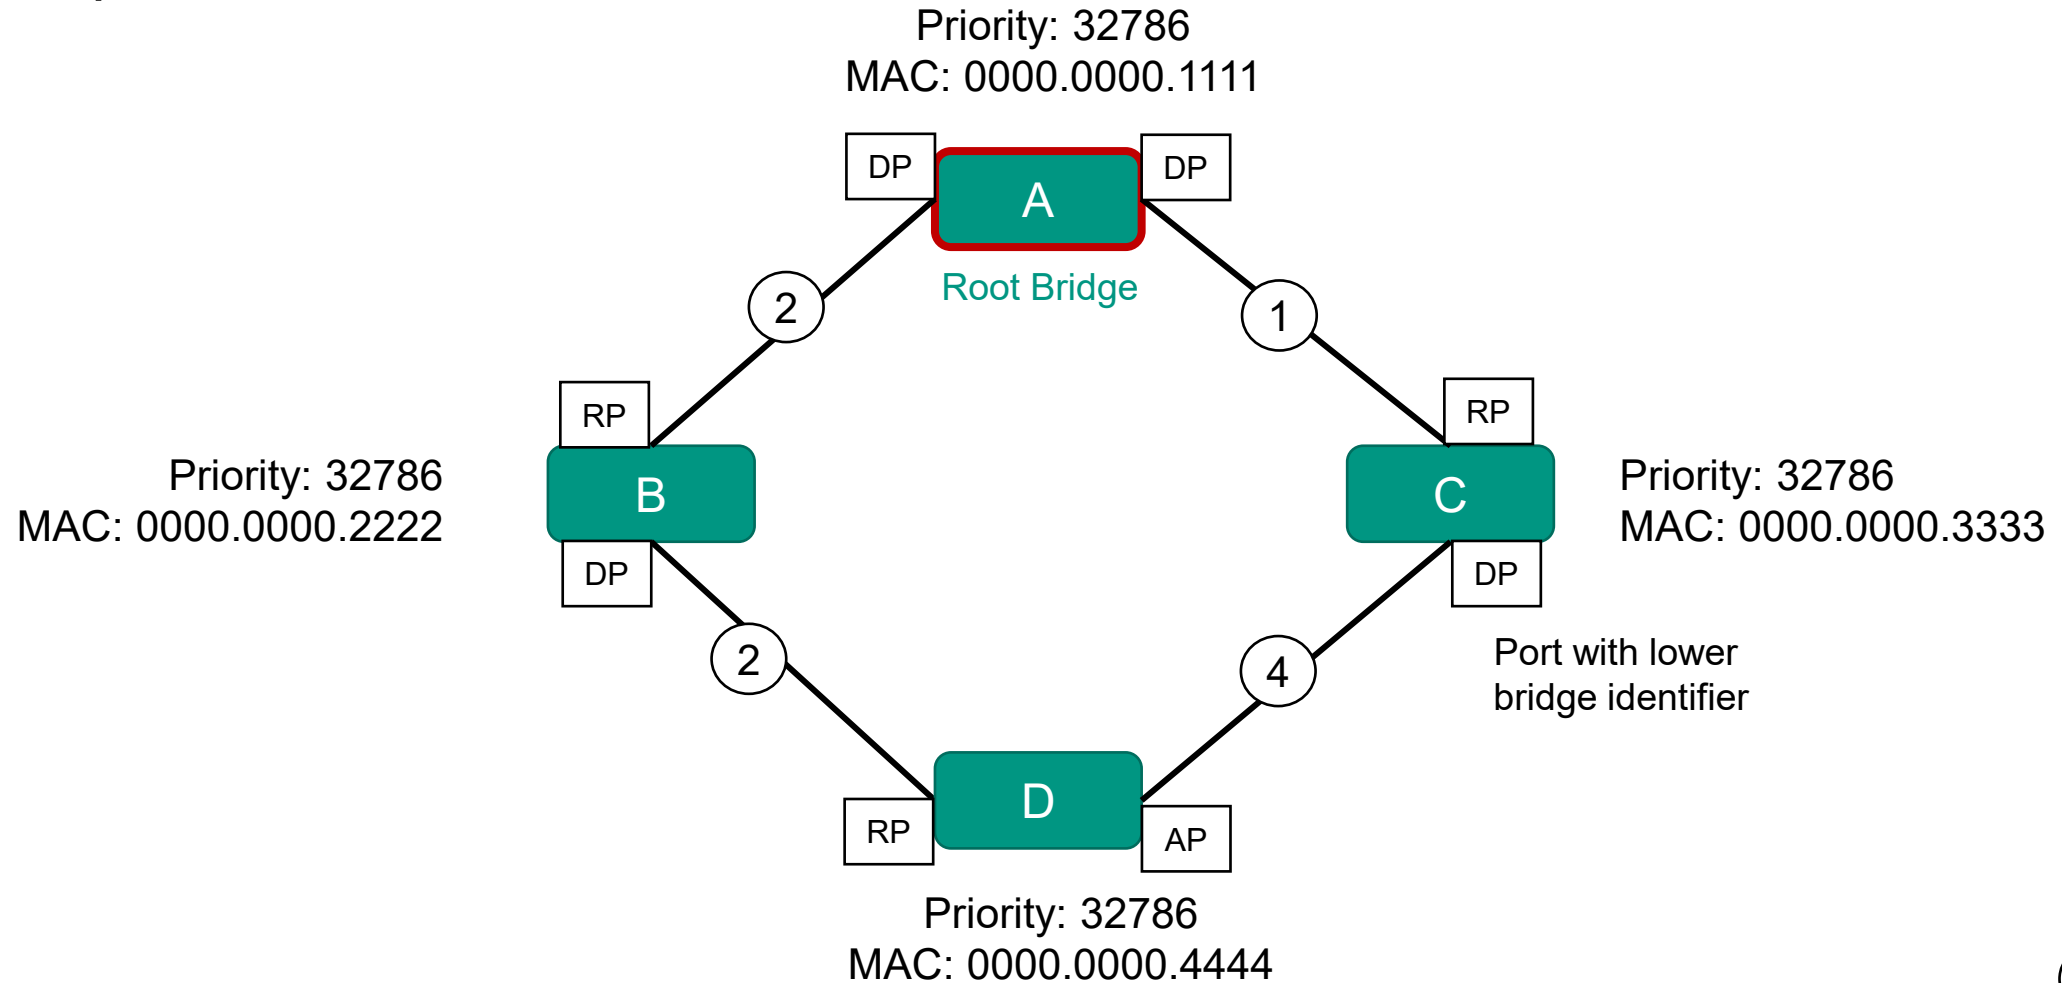 Priority: 32786
MAC: 0000.0000.1111
DP
A
DP
Root Bridge
2
1
RP
RP
Priority: 32786
MAC: 0000.0000.2222
B
C
Priority: 32786
MAC: 0000.0000.3333
DP
DP
2
4
Port with lower
bridge identifier
RP
D
AP
Priority: 32786
MAC: 0000.0000.4444